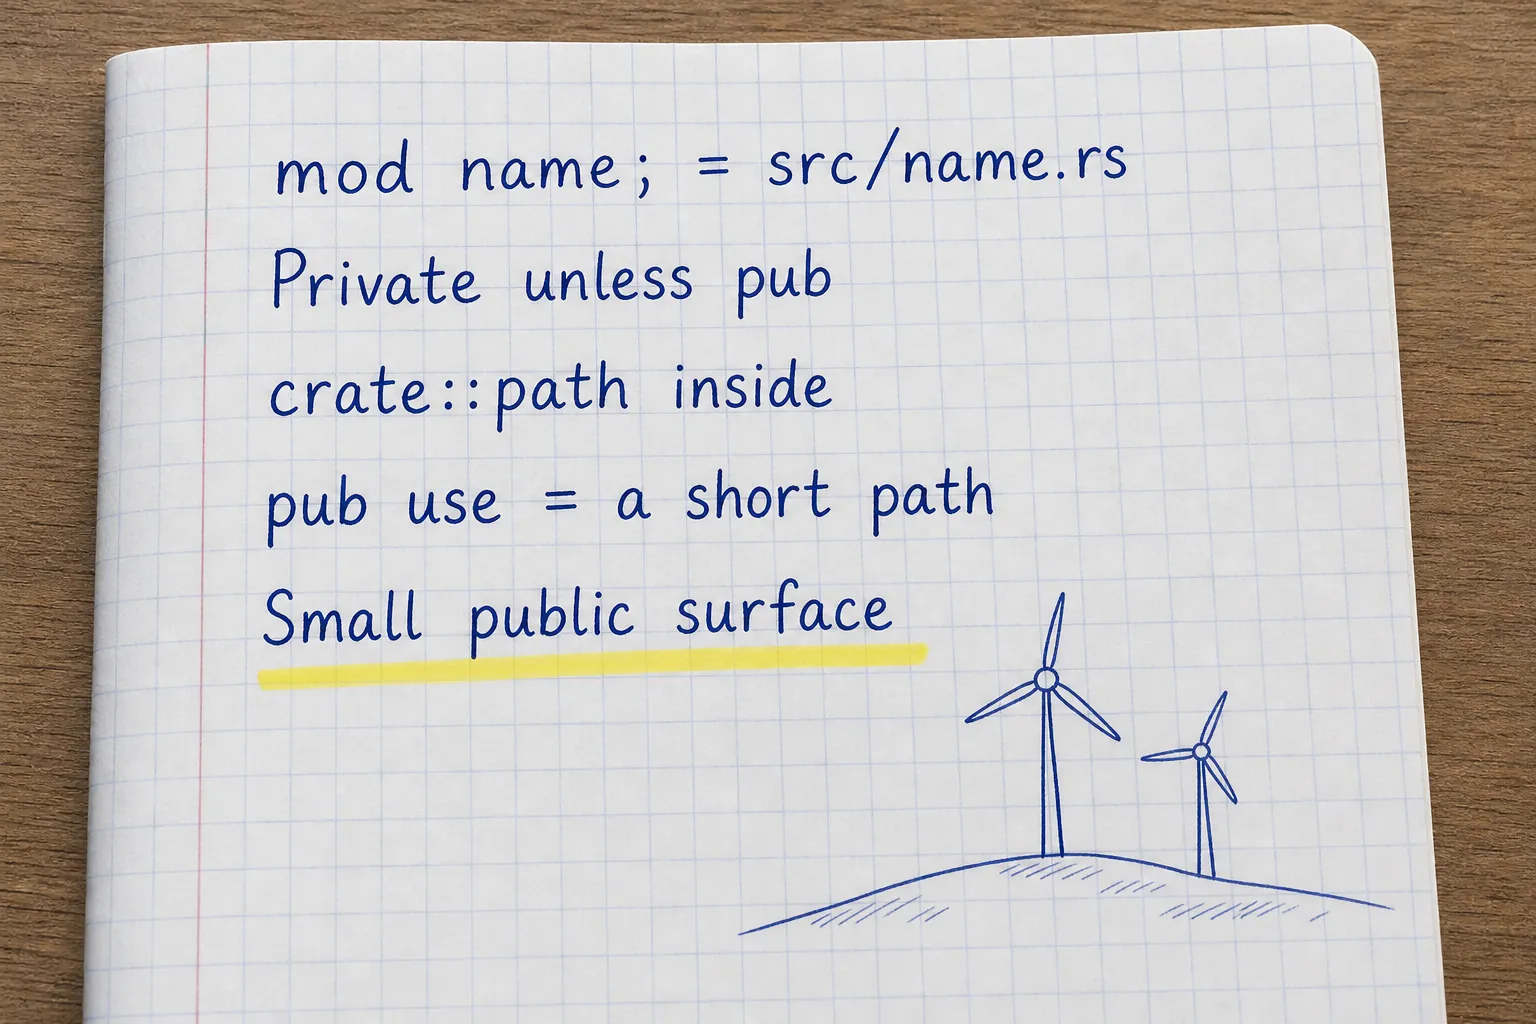 mod name; = src/name.rs
Private unless pub
crate::path inside
pub use = a short path
Small public surface